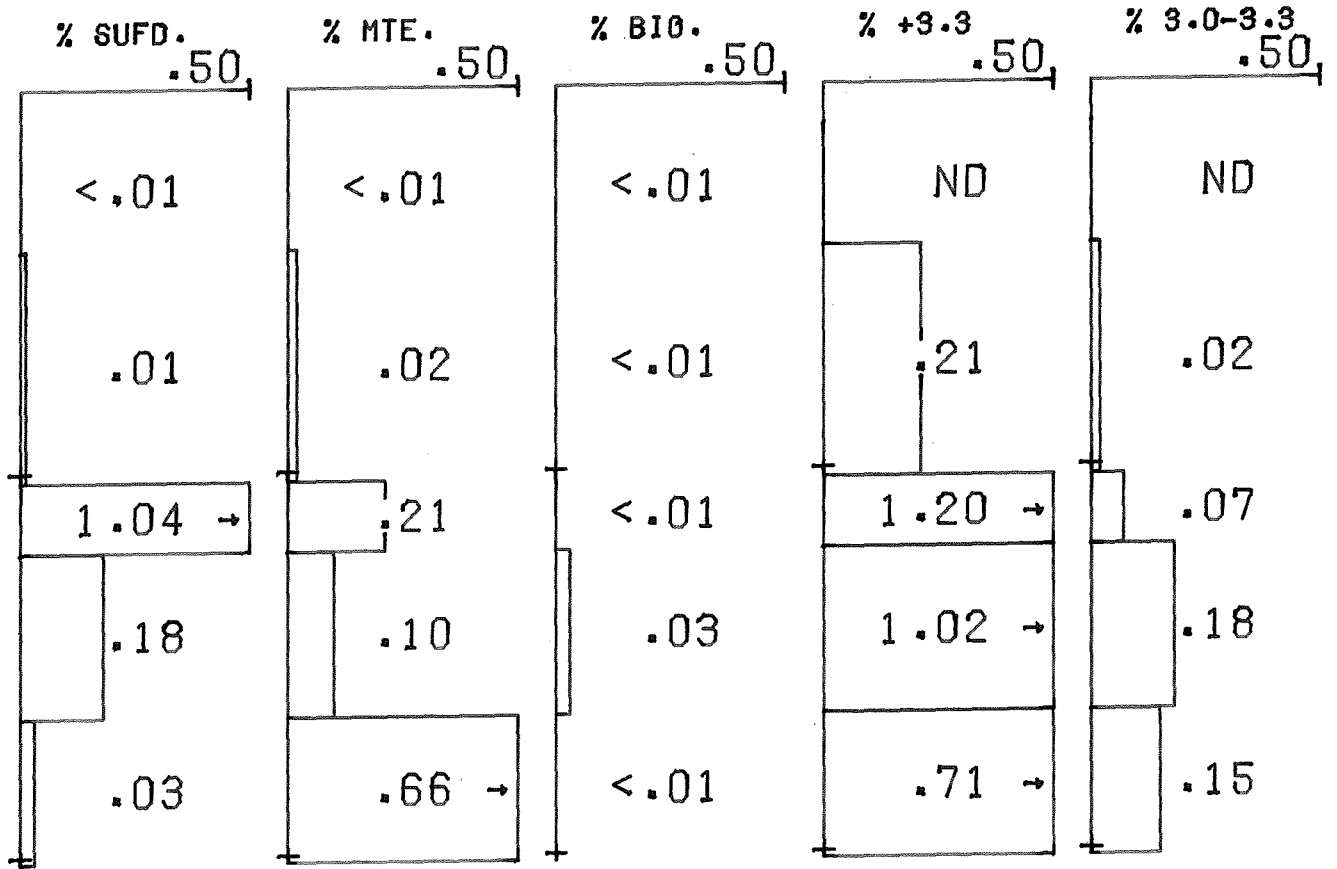 % SUFD. % MTE. % BIO. % +3.3 % 3.0-3.3
.50 .50 .50 .50 .50
<.01 <.01 <.01 ND ND
.01 .02 <.01 .21 .02
1.04 → .21 <.01 1.20 → .07
.18 .10 .03 1.02 → .18
.03 .66 → <.01 .71 → .15